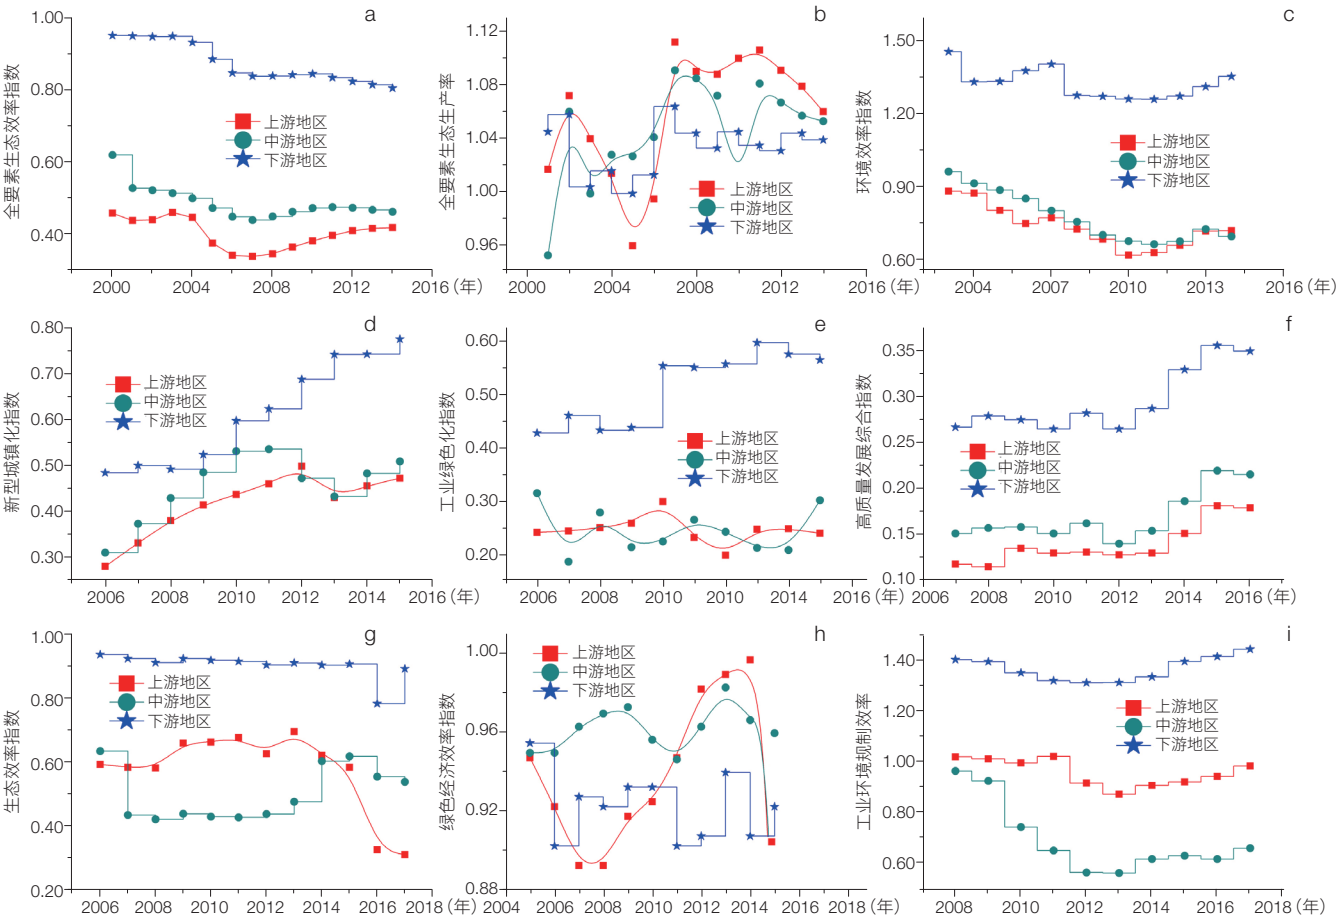 a
全要素生态效率指数
1.00
0.80
0.60
0.40
上游地区
中游地区
下游地区
2000 2004 2008 2012 2016（年）
b
全要素生态生产率
1.12
1.08
1.04
1.00
0.96
上游地区
中游地区
下游地区
2000 2004 2008 2012 2016（年）
c
环境效率指数
1.50
1.20
0.90
0.60
上游地区
中游地区
下游地区
2004 2007 2010 2013 2016（年）
d
新型城镇化指数
0.80
0.70
0.60
0.50
0.40
0.30
上游地区
中游地区
下游地区
2006 2008 2010 2012 2014 2016（年）
e
工业绿色化指数
0.60
0.50
0.40
0.30
0.20
上游地区
中游地区
下游地区
2006 2008 2010 2012 2014 2016（年）
f
高质量发展综合指数
0.35
0.30
0.25
0.20
0.15
0.10
上游地区
中游地区
下游地区
2006 2008 2010 2012 2014 2016（年）
g
生态效率指数
1.00
0.80
0.60
0.40
0.20
上游地区
中游地区
下游地区
2006 2008 2010 2012 2014 2016 2018（年）
h
绿色经济效率指数
1.00
0.96
0.92
0.88
上游地区
中游地区
下游地区
2004 2006 2008 2010 2012 2014 2016 2018（年）
i
工业环境规制效率
1.40
1.20
1.00
0.80
0.60
上游地区
中游地区
下游地区
2008 2010 2012 2014 2016 2018（年）